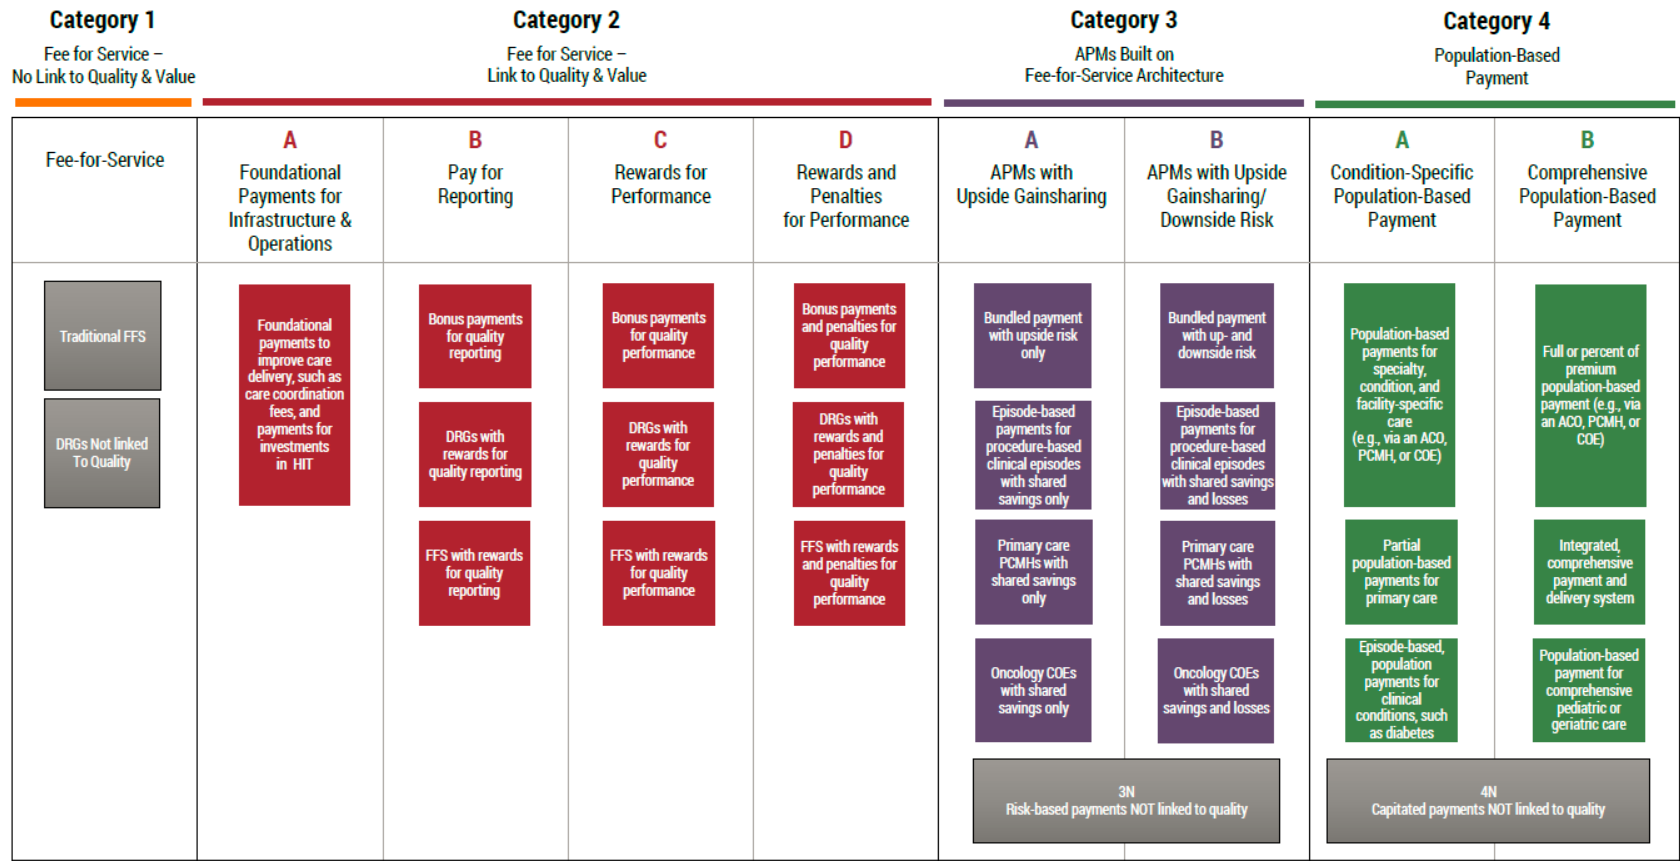 Category 1
Fee for Service –
No Link to Quality & Value
Category 2
Fee for Service –
Link to Quality & Value
Category 3
APMs Built on
Fee-for-Service Architecture
Category 4
Population-Based
Payment
Fee-for-Service
A
Foundational
Payments for
Infrastructure &
Operations
B
Pay for
Reporting
C
Rewards for
Performance
D
Rewards and
Penalties
for Performance
A
APMs with
Upside Gainsharing
B
APMs with Upside
Gainsharing/
Downside Risk
A
Condition-Specific
Population-Based
Payment
B
Comprehensive
Population-Based
Payment
Traditional FFS
DRGs Not linked
To Quality
Foundational
payments to
improve care
delivery, such as
care coordination
fees, and
payments for
investments
in HIT
Bonus payments
for quality
reporting
DRGs with
rewards for
quality reporting
FFS with rewards
for quality
reporting
Bonus payments
for quality
performance
DRGs with
rewards for
quality
performance
FFS with rewards
for quality
performance
Bonus payments
and penalties for
quality
performance
DRGs with
rewards and
penalties for
quality
performance
FFS with rewards
and penalties for
quality
performance
Bundled payment
with upside risk
only
Episode-based
payments for
procedure-based
clinical episodes
with shared
savings only
Primary care
PCMHs with
shared savings
only
Oncology COEs
with shared
savings only
Bundled payment
with up- and
downside risk
Episode-based
payments for
procedure-based
clinical episodes
with shared savings
and losses
Primary care
PCMHs with
shared savings
and losses
Oncology COEs
with shared
savings and losses
3N
Risk-based payments NOT linked to quality
Population-based
payments for
specialty,
condition, and
facility-specific
care
(e.g., via an ACO,
PCMH, or COE)
Partial
population-based
payments for
primary care
Episode-based,
population
payments for
clinical
conditions, such
as diabetes
Full or percent of
premium
population-based
payment (e.g., via
an ACO, PCMH, or
COE)
Integrated,
comprehensive
payment and
delivery system
Population-based
payment for
comprehensive
pediatric or
geriatric care
4N
Capitated payments NOT linked to quality